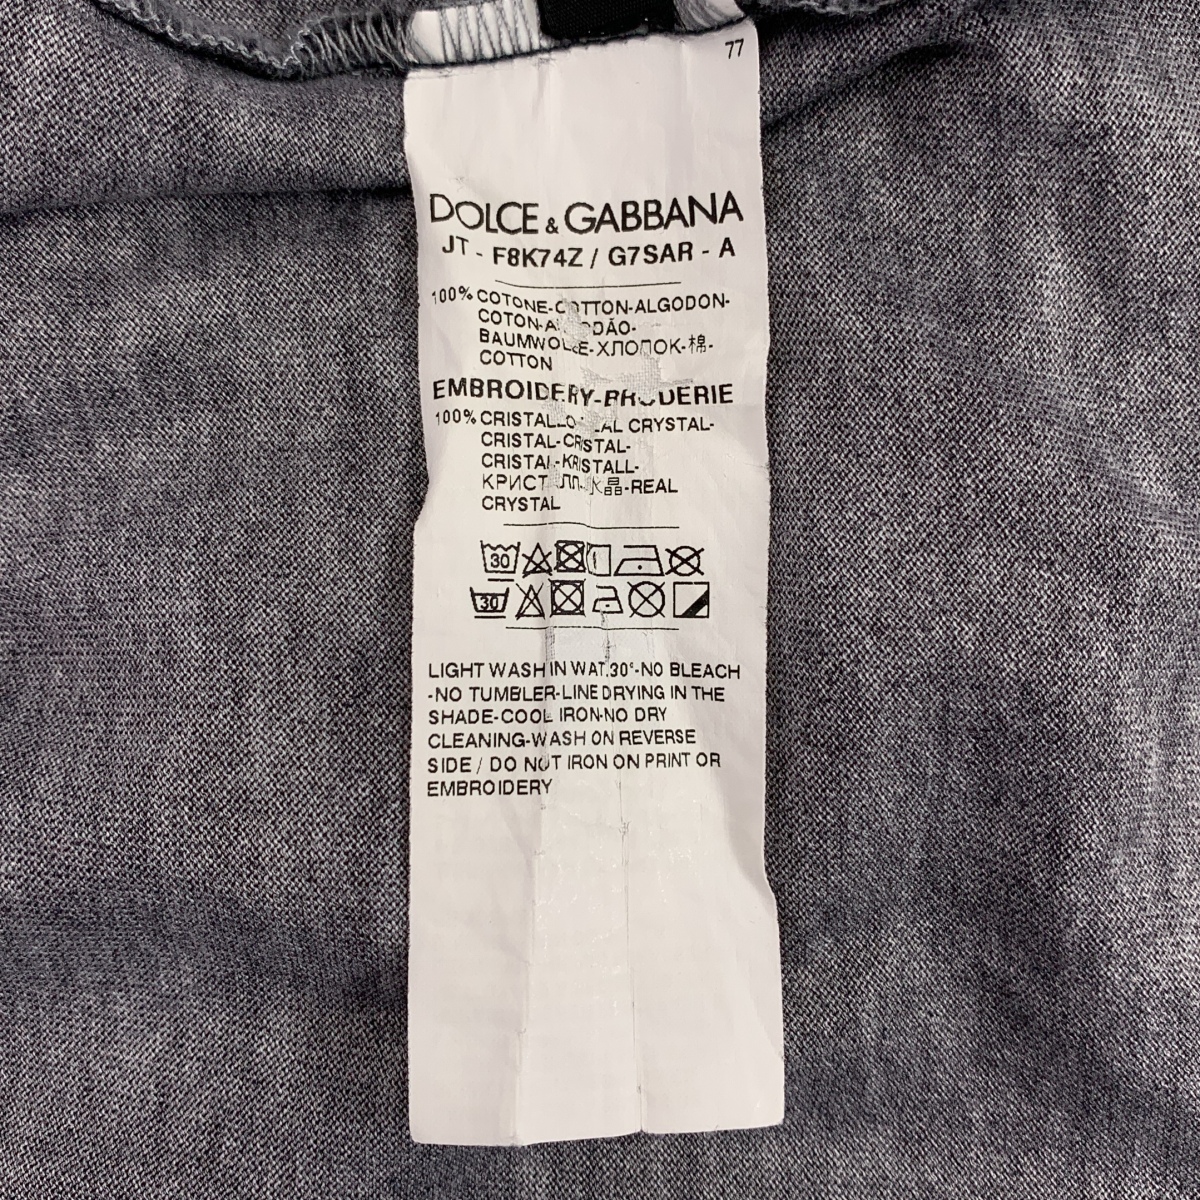 77
DOLCE & GABBANA
JT - F8K74Z / G7SAR - A
100% COTONE-COTTON-ALGODON-
COTON-
BAUMWOLLE-ХЛОПОК-棉-
COTTON
EMBROIDERY-BRODERIE
100% CRYSTAL-
CRISTAL-CRISTAL-
CRISTAL-KRISTALL-
晶-REAL
CRYSTAL
30
30
LIGHT WASH IN WAT.30°-NO BLEACH
-NO TUMBLER-LINE DRYING IN THE
SHADE-COOL IRON-NO DRY
CLEANING-WASH ON REVERSE
SIDE / DO NOT IRON ON PRINT OR
EMBROIDERY